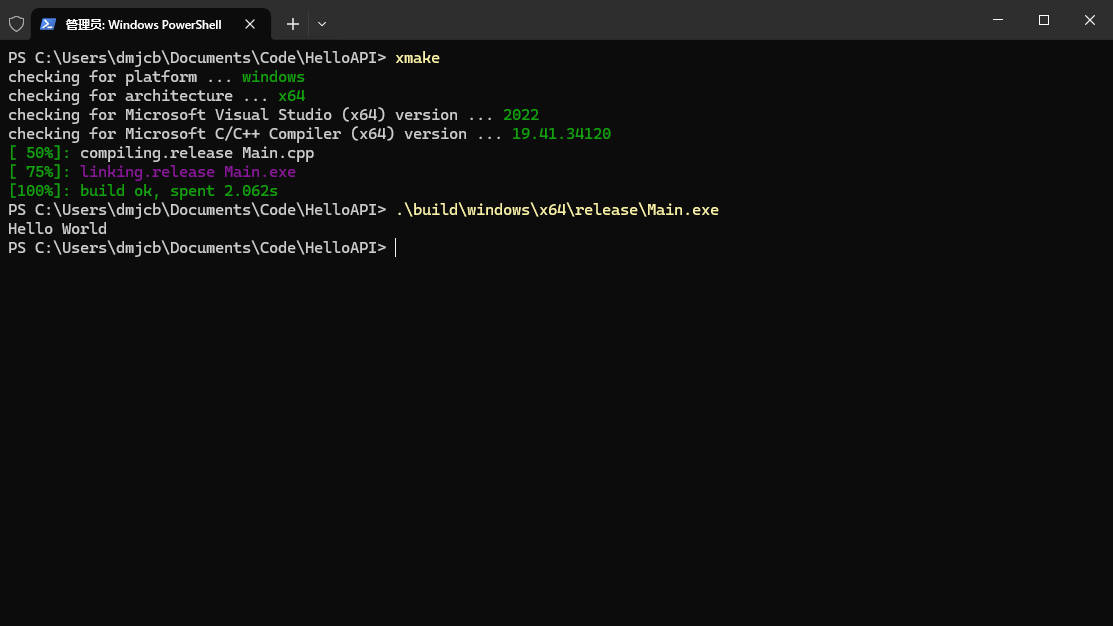 管理员: Windows PowerShell
PS C:\Users\dmjcb\Documents\Code\HelloAPI> xmake
checking for platform ... windows
checking for architecture ... x64
checking for Microsoft Visual Studio (x64) version ... 2022
checking for Microsoft C/C++ Compiler (x64) version ... 19.41.34120
[ 50%]: compiling.release Main.cpp
[ 75%]: linking.release Main.exe
[100%]: build ok, spent 2.062s
PS C:\Users\dmjcb\Documents\Code\HelloAPI> .\build\windows\x64\release\Main.exe
Hello World
PS C:\Users\dmjcb\Documents\Code\HelloAPI>